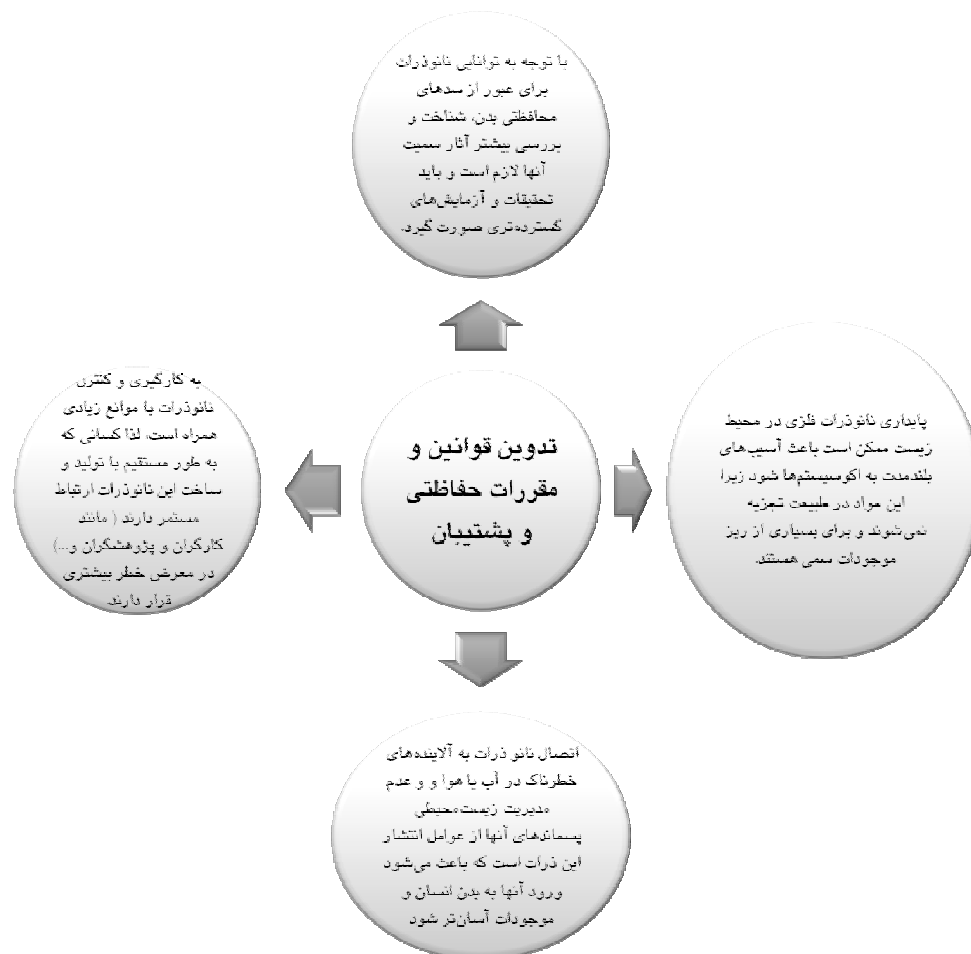 با توجه به توانایی نانوذرات
برای عبور از سدهای
محافظتی بدن، شناخت و
بررسی بیشتر آثار سمیت
آنها لازم است و باید
تحقیقات و آزمایش‌های
گسترده‌تری صورت گیرد.
پایداری نانوذرات فلزی در محیط
زیست ممکن است باعث آسیب‌های
بلندمدت به اکوسیستم‌ها شود زیرا
این مواد در طبیعت تجزیه
نمی‌شوند و برای بسیاری از ریز
موجودات سمی هستند.
تدوین قوانین و
مقررات حفاظتی
و پشتیبان
به کارگیری و کنترل
نانوذرات با موانع زیادی
همراه است، لذا کسانی که
به طور مستقیم با تولید و
ساخت این نانوذرات ارتباط
مستمر دارند ( مانند
کارگران و پژوهشگران و...)
در معرض خطر بیشتری
قرار دارند
اتصال نانو ذرات به آلاینده‌های
خطرناک در آب یا هوا و و عدم
مدیریت زیست‌محیطی
پسماندهای آنها از عوامل انتشار
این ذرات است که باعث می‌شود
ورود آنها به بدن انسان و
موجودات آسان‌تر شود